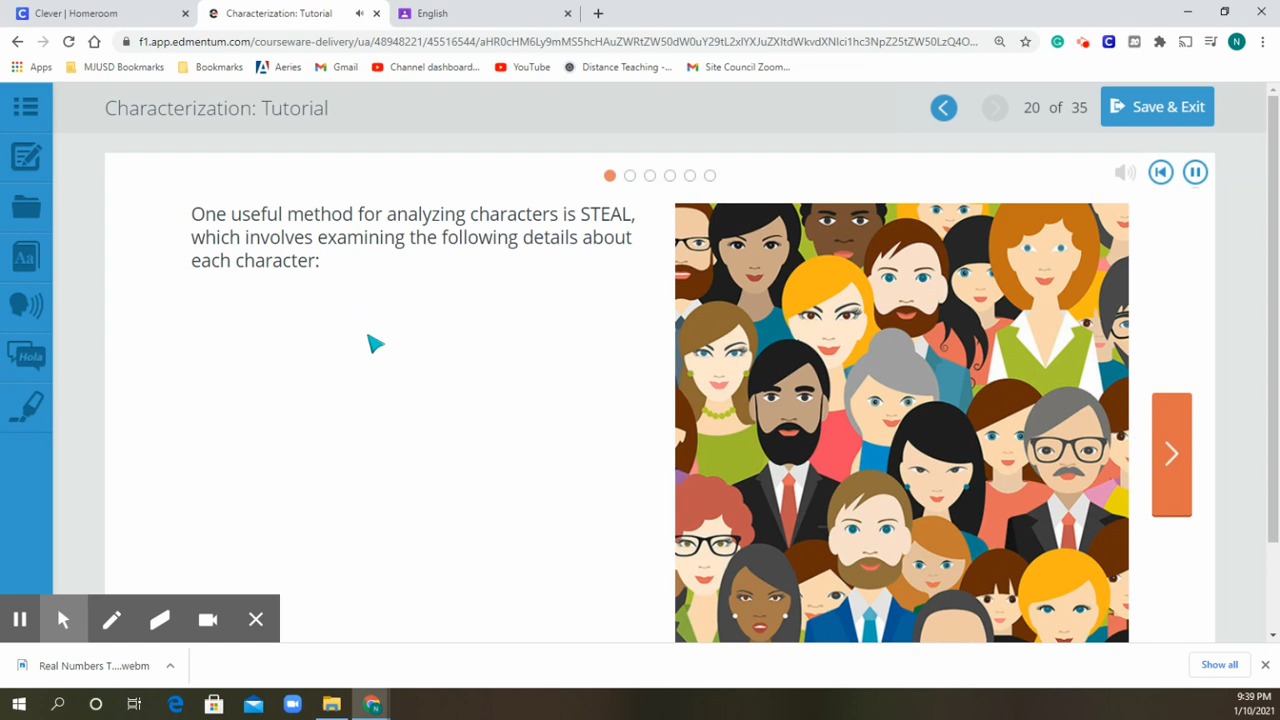 Clever | Homeroom
Characterization: Tutorial
English
f1.app.edmentum.com/courseware-delivery/ua/48948221/45516544/aHR0cHM6Ly9mMS5hcHAuZWRtZW50dW0uY29tL2xlYXJuZXItdWkvdXNlci1hc3NpZ25tZW50LzQ4O...
Apps
MJUSD Bookmarks
Bookmarks
Aeries
Gmail
Channel dashboard...
YouTube
Distance Teaching -...
Site Council Zoom...
Characterization: Tutorial
20 of 35
Save & Exit
One useful method for analyzing characters is STEAL,
which involves examining the following details about
each character:
Aa
Hola
Real Numbers T....webm
Show all
9:39 PM
1/10/2021